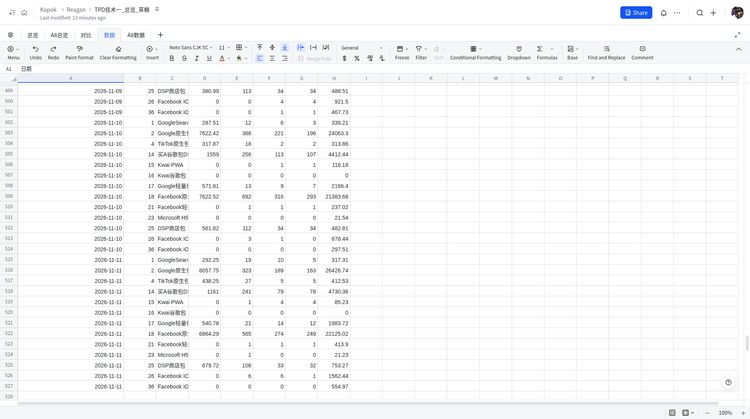 Kapok > Reagan > TPD技术一_总览_草稿
Last modified: 13 minutes ago
Share
总览 A8总览 对比 数据 A8数据
Noto Sans CJK SC 11 General
Menu Undo Redo Paint Format Clear Formatting Insert B I U A Merge Cells Freeze Filter Sort Conditional Formatting Dropdown Formulas Find and Replace Comment
A1 日期
A B C D E F G H I J K L M N O P Q R S T
499 2026-11-09 25 DSP商店包 380.99 113 34 34 488.51
500 2026-11-09 26 Facebook iO 0 0 4 4 921.5
501 2026-11-09 36 Facebook iO 0 0 1 1 247.73
502 2026-11-10 1 GoogleSear 287.51 12 6 3 339.21
503 2026-11-10 2 Google原生 7622.42 388 221 196 24067.3
504 2026-11-10 4 TikTok原生包 317.87 18 2 2 313.86
505 2026-11-10 14 买A谷歌包D 1559 256 113 107 4412.44
506 2026-11-10 15 Kwai PWA 0 0 1 1 116.18
507 2026-11-10 16 Kwai谷歌包 0 0 0 0 0
508 2026-11-10 17 Google轻量 571.81 13 9 7 2166.4
509 2026-11-10 18 Facebook原 7622.52 692 316 293 21383.68
510 2026-11-10 21 Facebook轻 0 1 1 1 237.02
511 2026-11-10 23 Microsoft H5 0 0 0 0 21.54
512 2026-11-10 25 DSP商店包 561.82 112 34 34 482.81
513 2026-11-10 26 Facebook iO 0 3 1 0 878.44
514 2026-11-10 36 Facebook iO 0 0 0 0 297.51
515 2026-11-11 1 GoogleSear 292.25 19 10 5 317.31
516 2026-11-11 2 Google原生 8057.75 323 189 163 26426.74
517 2026-11-11 4 TikTok原生包 438.25 27 5 5 412.53
518 2026-11-11 14 买A谷歌包D 1161 241 79 78 4730.36
519 2026-11-11 15 Kwai PWA 0 1 4 4 85.23
520 2026-11-11 16 Kwai谷歌包 0 0 0 0 0
521 2026-11-11 17 Google轻量 540.78 21 14 12 1983.72
522 2026-11-11 18 Facebook原 6864.29 565 274 249 22125.02
523 2026-11-11 21 Facebook轻 0 1 1 1 413.9
524 2026-11-11 23 Microsoft H5 0 1 0 0 21.23
525 2026-11-11 25 DSP商店包 679.72 108 33 32 753.27
526 2026-11-11 26 Facebook iO 0 6 6 1 1562.44
527 2026-11-11 36 Facebook iO 0 0 0 0 554.97
528
100%